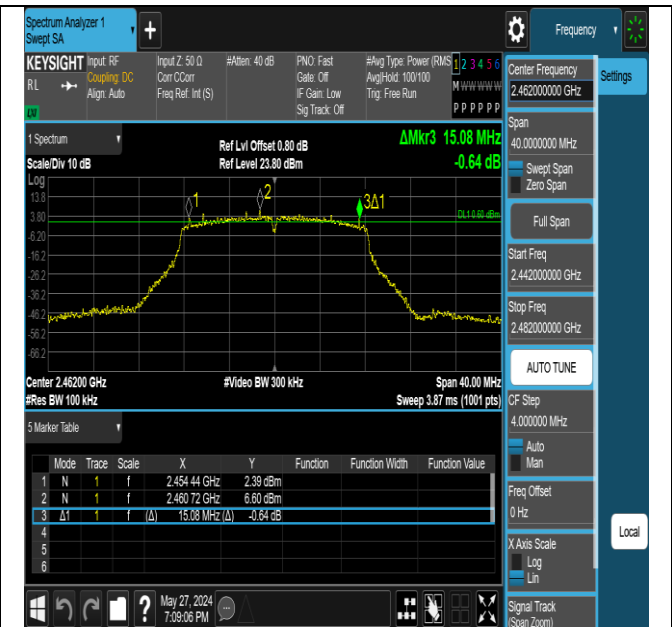 Spectrum Analyzer 1
Swept SA
+
Frequency
KEYSIGHT
RL
Input: RF
Coupling: DC
Align: Auto
Input Z: 50 Ω
Corr CCorr
Freq Ref: Int (S)
#Atten: 40 dB
PNO: Fast
Gate: Off
IF Gain: Low
Sig Track: Off
#Avg Type: Power (RMS
Avg|Hold: 100/100
Trig: Free Run
1 2 3 4 5 6
M W W W W W
P P P P P P
LXI
1 Spectrum
Scale/Div 10 dB
Log
Ref Lvl Offset 0.80 dB
Ref Level 23.80 dBm
ΔMkr3 15.08 MHz
-0.64 dB
13.8
3.80
-6.20
-16.2
-26.2
-36.2
-46.2
-56.2
-66.2
1
2
3Δ1
DL1 0.60 dBm
Center 2.46200 GHz
#Video BW 300 kHz
Span 40.00 MHz
#Res BW 100 kHz
Sweep 3.87 ms (1001 pts)
5 Marker Table
Mode Trace Scale X Y Function Function Width Function Value
1 N 1 f 2.454 44 GHz 2.39 dBm
2 N 1 f 2.460 72 GHz 6.60 dBm
3 Δ1 1 f (Δ) 15.08 MHz (Δ) -0.64 dB
4
5
6
?
May 27, 2024
7:09:06 PM
Center Frequency
2.462000000 GHz
Span
40.0000000 MHz
Swept Span
Zero Span
Full Span
Start Freq
2.442000000 GHz
Stop Freq
2.482000000 GHz
AUTO TUNE
CF Step
4.000000 MHz
Auto
Man
Freq Offset
0 Hz
X Axis Scale
Log
Lin
Signal Track
(Span Zoom)
Settings
Local